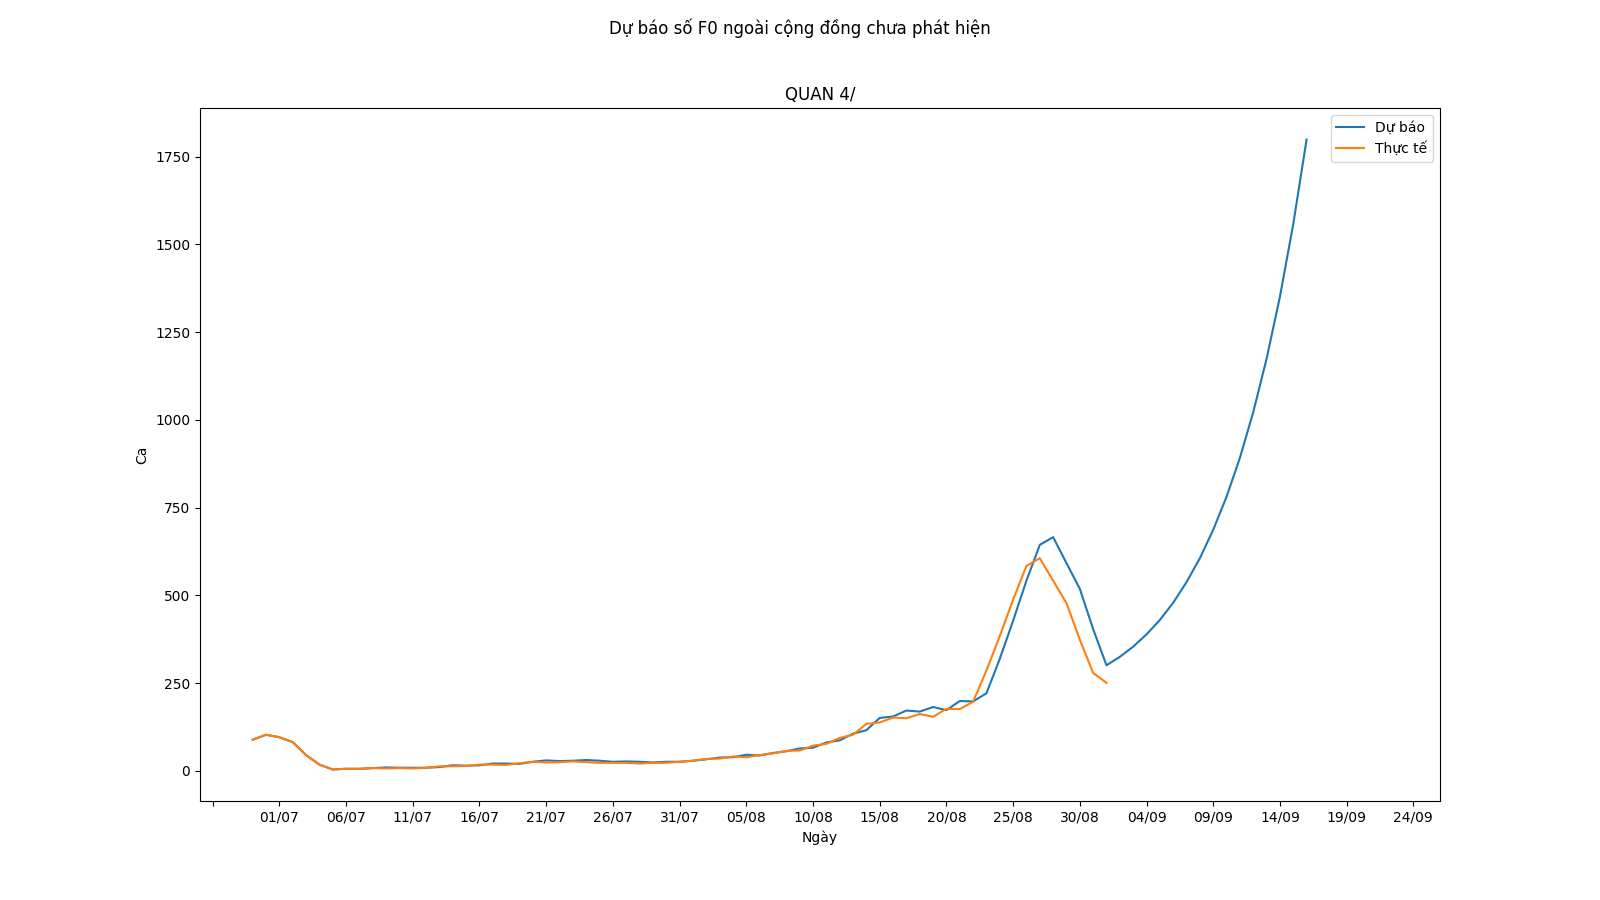 Dự báo số F0 ngoài cộng đồng chưa phát hiện
QUAN 4/
Dự báo
Thực tế
1750
1500
1250
1000
750
500
250
0
Ca
01/07 06/07 11/07 16/07 21/07 26/07 31/07 05/08 10/08 15/08 20/08 25/08 30/08 04/09 09/09 14/09 19/09 24/09
Ngày